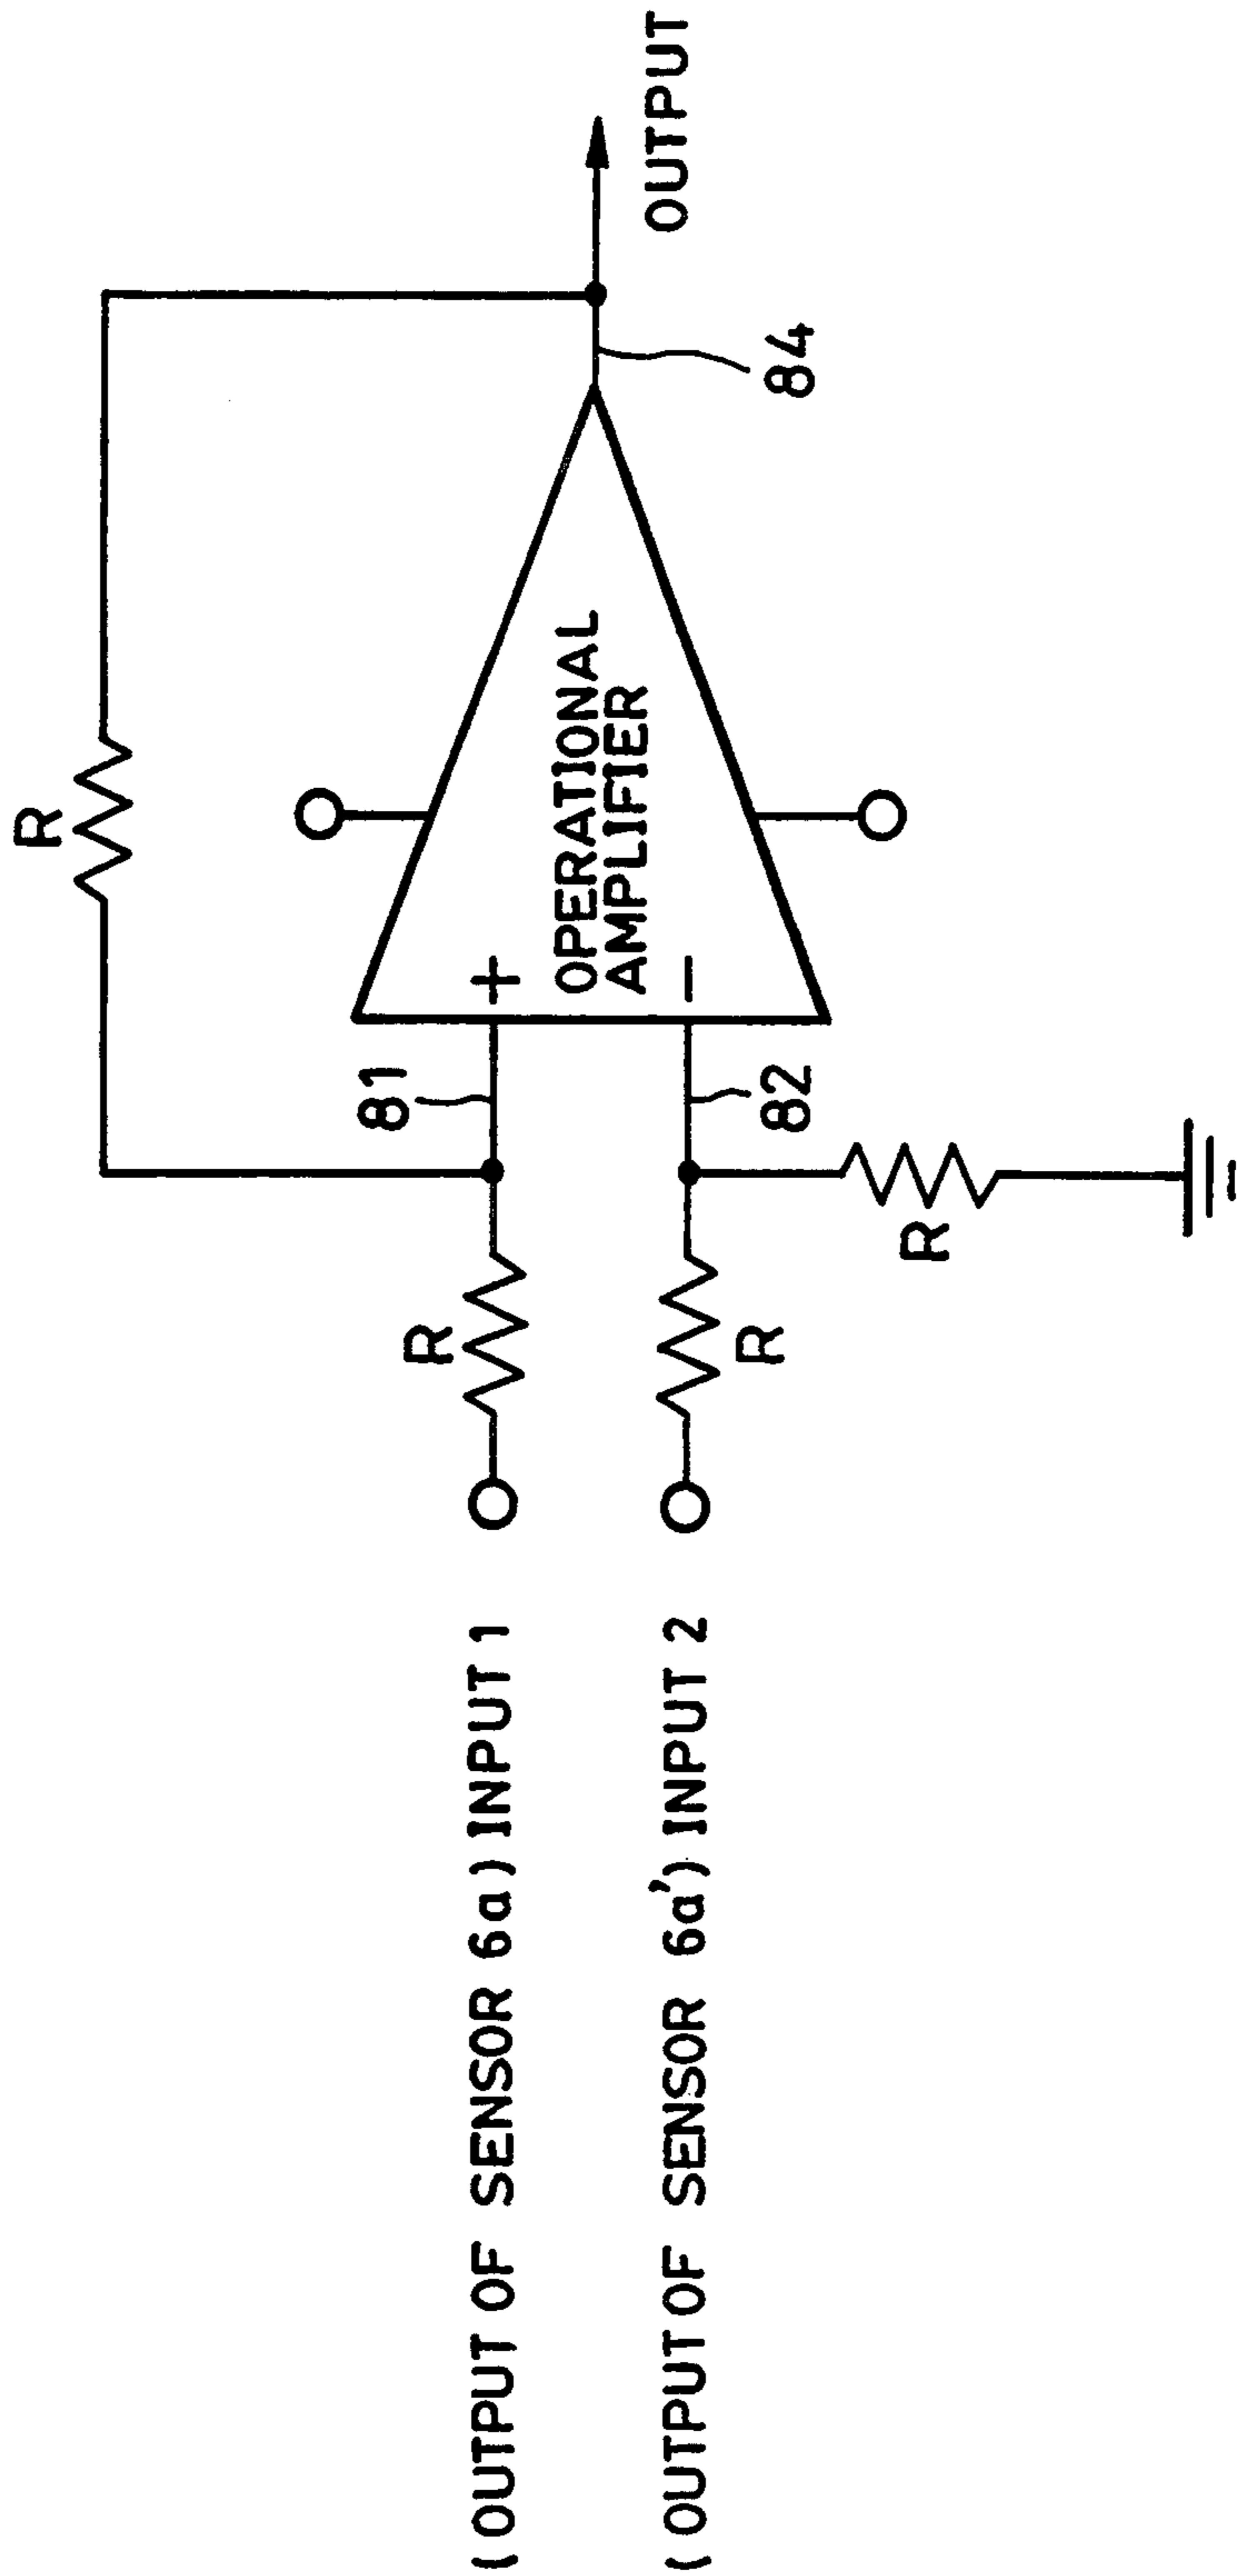 R
(OUTPUT OF SENSOR 6a) INPUT 1
R
81
+
OPERATIONAL
AMPLIFIER
84
OUTPUT
(OUTPUT OF SENSOR 6a') INPUT 2
R
82
−
R